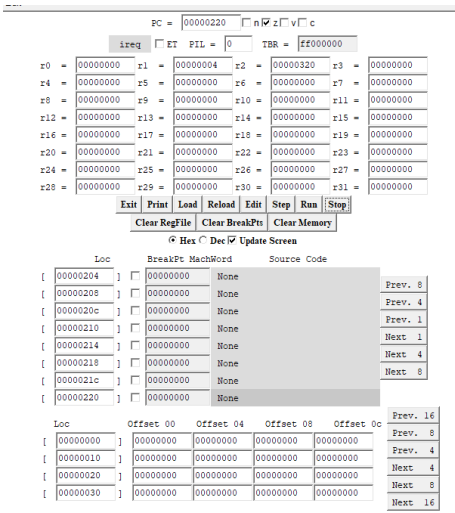 PC = 00000220 n z v c
ireq ET PIL = 0 TBR = ff000000
r0 = 00000000 r1 = 00000004 r2 = 00000320 r3 = 00000000
r4 = 00000000 r5 = 00000000 r6 = 00000000 r7 = 00000000
r8 = 00000000 r9 = 00000000 r10 = 00000000 r11 = 00000000
r12 = 00000000 r13 = 00000000 r14 = 00000000 r15 = 00000000
r16 = 00000000 r17 = 00000000 r18 = 00000000 r19 = 00000000
r20 = 00000000 r21 = 00000000 r22 = 00000000 r23 = 00000000
r24 = 00000000 r25 = 00000000 r26 = 00000000 r27 = 00000000
r28 = 00000000 r29 = 00000000 r30 = 00000000 r31 = 00000000
Exit Print Load Reload Edit Step Run Stop
Clear RegFile Clear BreakPts Clear Memory
Hex Dec Update Screen
Loc BreakPt MachWord Source Code
[ 00000204 ] 00000000 None
[ 00000208 ] 00000000 None
[ 0000020c ] 00000000 None
[ 00000210 ] 00000000 None
[ 00000214 ] 00000000 None
[ 00000218 ] 00000000 None
[ 0000021c ] 00000000 None
[ 00000220 ] 00000000 None
Prev. 8
Prev. 4
Prev. 1
Next 1
Next 4
Next 8
Loc Offset 00 Offset 04 Offset 08 Offset 0c
[ 00000000 ] 00000000 00000000 00000000 00000000
[ 00000010 ] 00000000 00000000 00000000 00000000
[ 00000020 ] 00000000 00000000 00000000 00000000
[ 00000030 ] 00000000 00000000 00000000 00000000
Prev. 16
Prev. 8
Prev. 4
Next 4
Next 8
Next 16